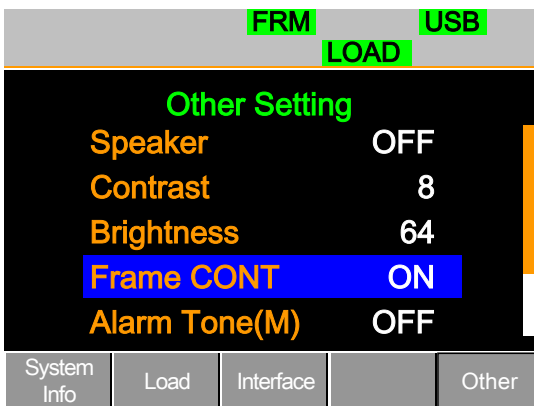 FRM USB
LOAD
Other Setting
Speaker OFF
Contrast 8
Brightness 64
Frame CONT ON
Alarm Tone(M) OFF
System Info Load Interface Other